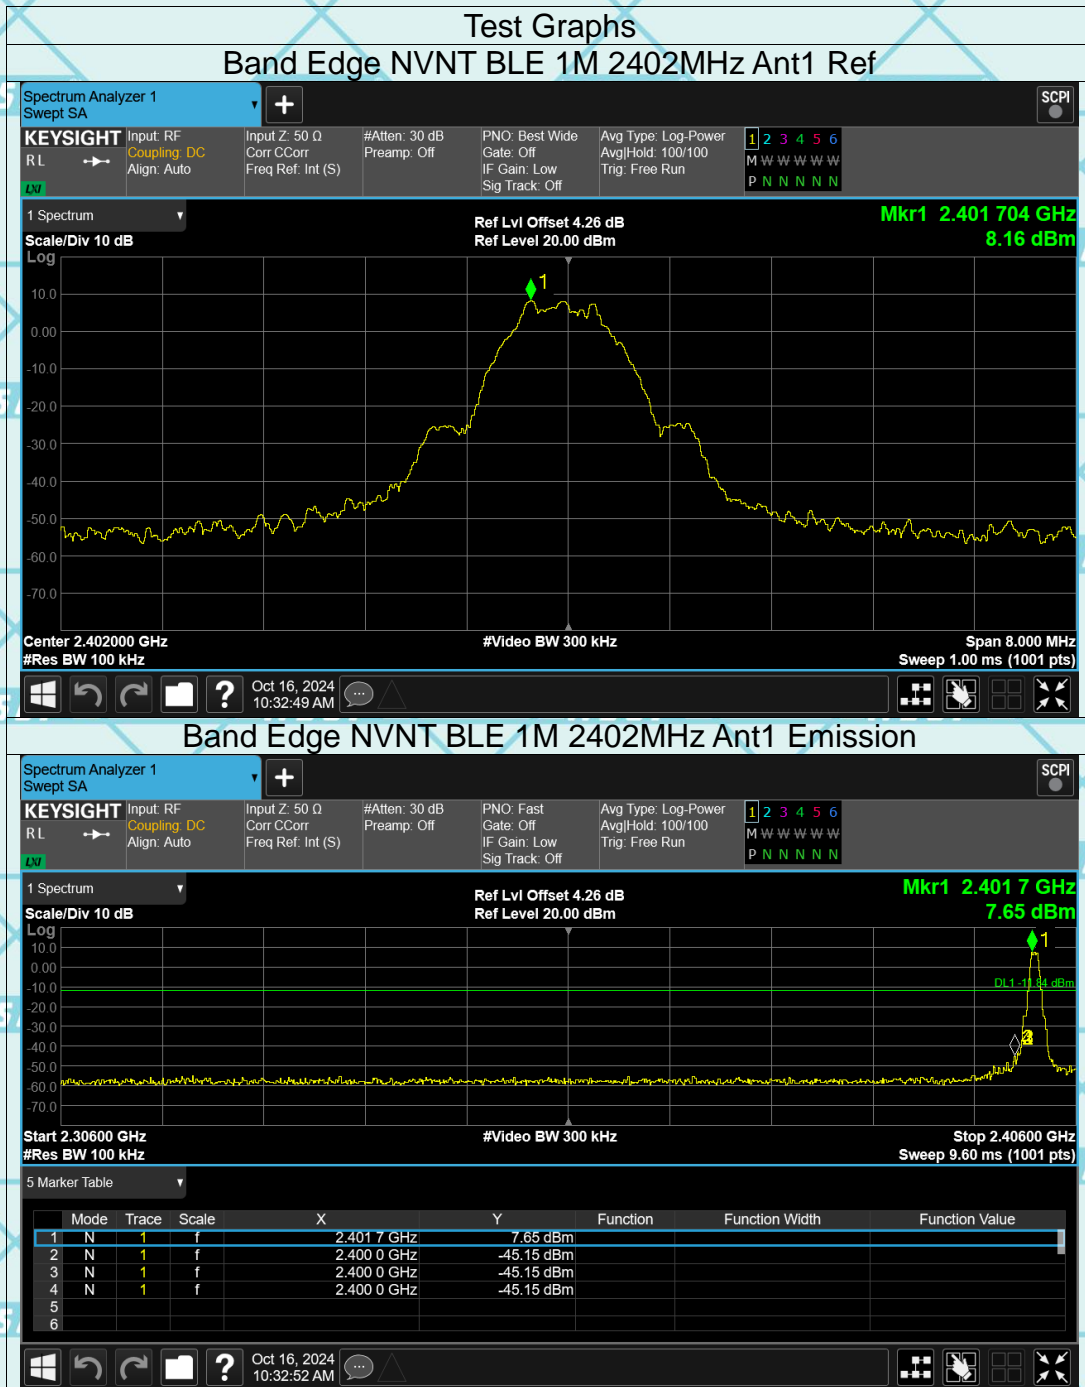 Test Graphs
Band Edge NVNT BLE 1M 2402MHz Ant1 Ref
Spectrum Analyzer 1
Swept SA
SCPI
KEYSIGHT Input: RF Input Z: 50 Ω #Atten: 30 dB PNO: Best Wide Avg Type: Log-Power 1 2 3 4 5 6
R L Coupling: DC Corr CCorr Preamp: Off Gate: Off Avg|Hold: 100/100 M W W W W W
Align: Auto Freq Ref: Int (S) IF Gain: Low Trig: Free Run
LXI Sig Track: Off P N N N N N
1 Spectrum
Ref Lvl Offset 4.26 dB Mkr1 2.401 704 GHz
Scale/Div 10 dB Ref Level 20.00 dBm 8.16 dBm
Log
1
10.0
0.00
-10.0
-20.0
-30.0
-40.0
-50.0
-60.0
-70.0
Center 2.402000 GHz #Video BW 300 kHz Span 8.000 MHz
#Res BW 100 kHz Sweep 1.00 ms (1001 pts)
? Oct 16, 2024
10:32:49 AM
Band Edge NVNT BLE 1M 2402MHz Ant1 Emission
Spectrum Analyzer 1
Swept SA
SCPI
KEYSIGHT Input: RF Input Z: 50 Ω #Atten: 30 dB PNO: Fast Avg Type: Log-Power 1 2 3 4 5 6
R L Coupling: DC Corr CCorr Preamp: Off Gate: Off Avg|Hold: 100/100 M W W W W W
Align: Auto Freq Ref: Int (S) IF Gain: Low Trig: Free Run
LXI Sig Track: Off P N N N N N
1 Spectrum
Ref Lvl Offset 4.26 dB Mkr1 2.401 7 GHz
Scale/Div 10 dB Ref Level 20.00 dBm 7.65 dBm
Log
1
10.0
0.00
DL1 -11.84 dBm
-10.0
-20.0
-30.0
-40.0
-50.0
-60.0
-70.0
Start 2.30600 GHz #Video BW 300 kHz Stop 2.40600 GHz
#Res BW 100 kHz Sweep 9.60 ms (1001 pts)
5 Marker Table
Mode Trace Scale X Y Function Function Width Function Value
1 N 1 f 2.401 7 GHz 7.65 dBm
2 N 1 f 2.400 0 GHz -45.15 dBm
3 N 1 f 2.400 0 GHz -45.15 dBm
4 N 1 f 2.400 0 GHz -45.15 dBm
5
6
? Oct 16, 2024
10:32:52 AM